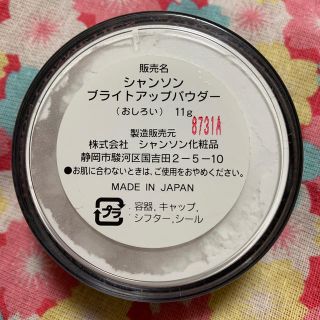 販売名
シャンソン
ブライトアップパウダー
(おしろい) 11g
8731A
製造販売元
株式会社 シャンソン化粧品
静岡市駿河区国吉田2-5-10
●お肌に合わないときは、ご使用をおやめください。
MADE IN JAPAN
プラ
容器, キャップ,
シフター, シール